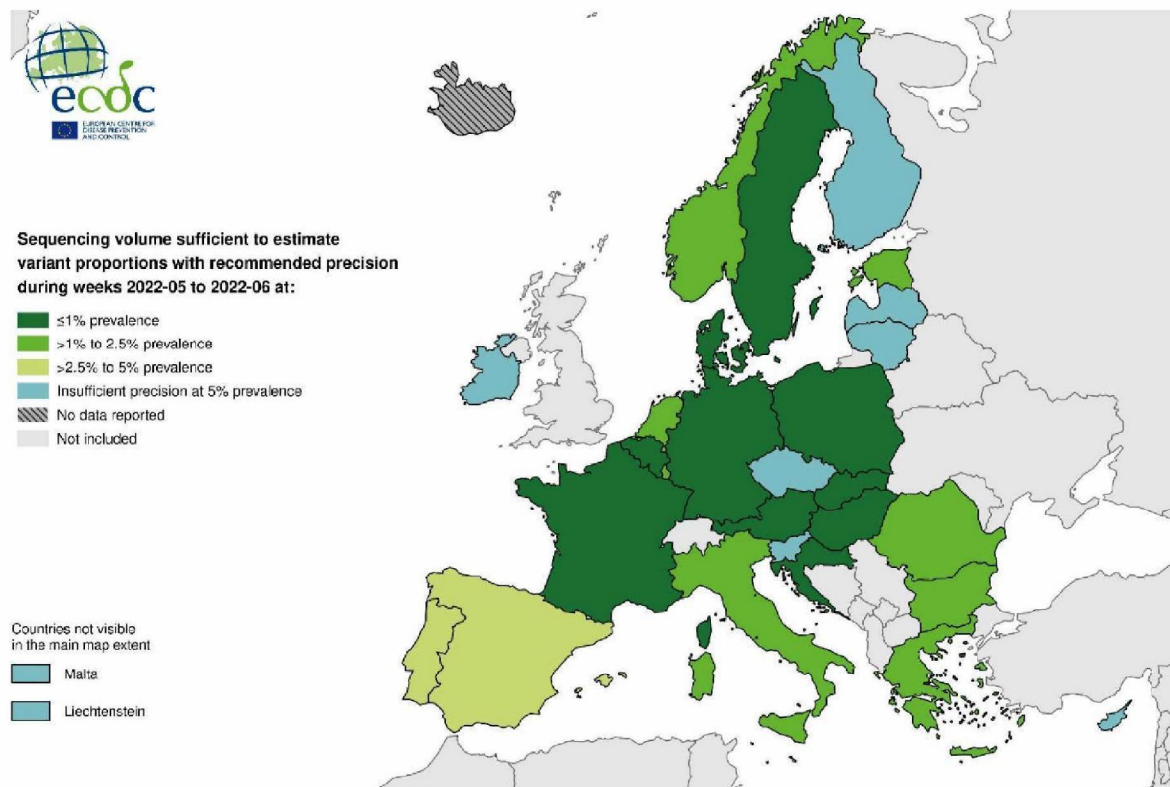 ecdc
EUROPEAN CENTRE FOR
DISEASE PREVENTION
AND CONTROL
Sequencing volume sufficient to estimate
variant proportions with recommended precision
during weeks 2022-05 to 2022-06 at:
≤1% prevalence
>1% to 2.5% prevalence
>2.5% to 5% prevalence
Insufficient precision at 5% prevalence
No data reported
Not included
Countries not visible
in the main map extent
Malta
Liechtenstein